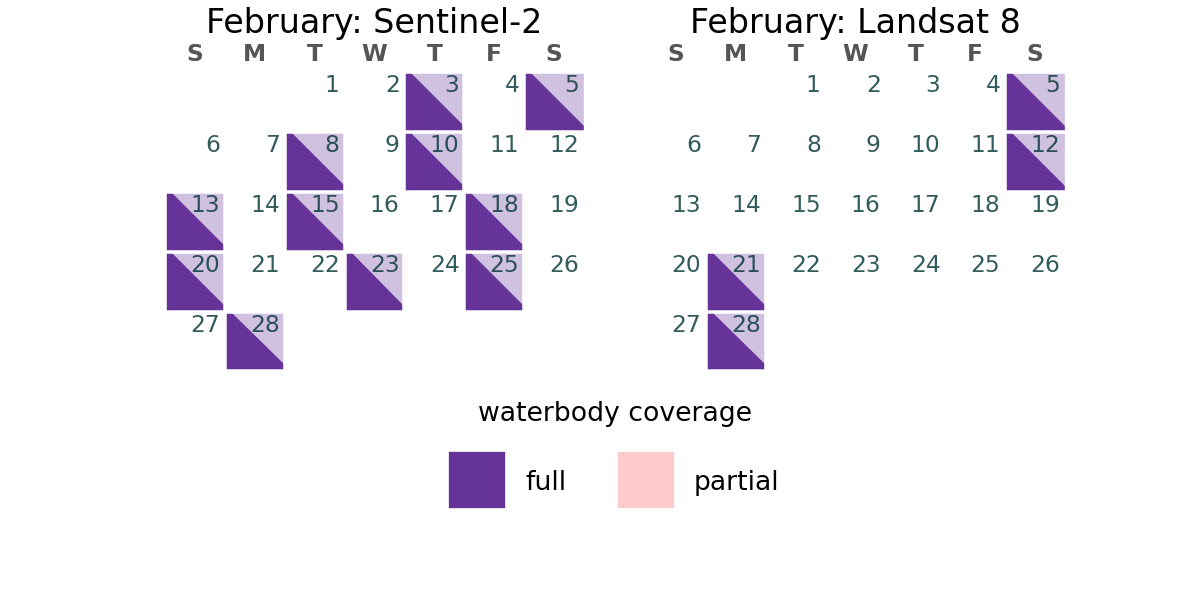 February: Sentinel-2
S M T W T F S
1 2 3 4 5
6 7 8 9 10 11 12
13 14 15 16 17 18 19
20 21 22 23 24 25 26
27 28
February: Landsat 8
S M T W T F S
1 2 3 4 5
6 7 8 9 10 11 12
13 14 15 16 17 18 19
20 21 22 23 24 25 26
27 28
waterbody coverage
full partial